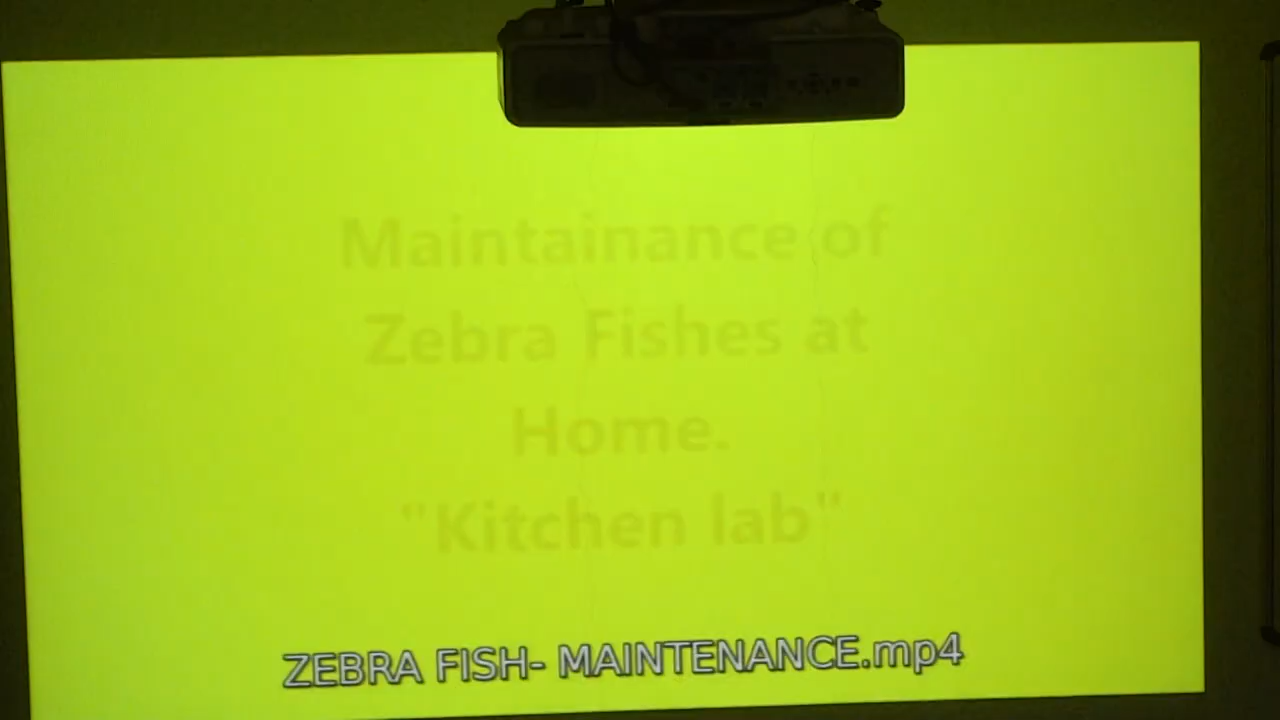 Maintainance of
Zebra Fishes at
Home.
"Kitchen lab"
ZEBRA FISH- MAINTENANCE.mp4